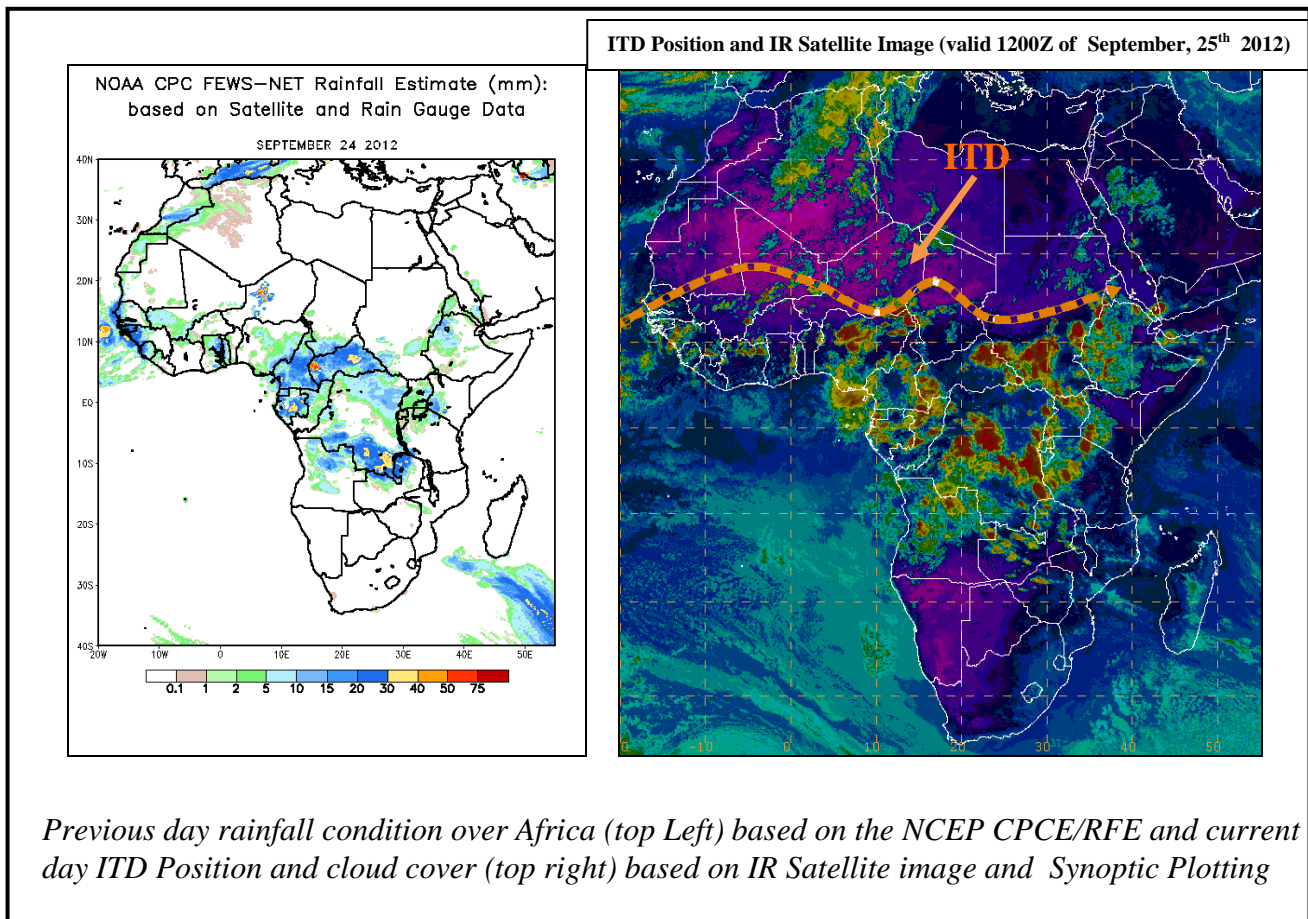 ITD Position and IR Satellite Image (valid 1200Z of September, 25th 2012)
NOAA CPC FEWS-NET Rainfall Estimate (mm):
based on Satellite and Rain Gauge Data
SEPTEMBER 24 2012
40N
30N
20N
10N
EQ
10S
20S
30S
40S
20W 10W 0 10E 20E 30E 40E 50E
0.1 1 2 5 10 15 20 30 40 50 75
ITD
0 -10 0 10 20 30 40 50
Previous day rainfall condition over Africa (top Left) based on the NCEP CPCE/RFE and current
day ITD Position and cloud cover (top right) based on IR Satellite image and Synoptic Plotting